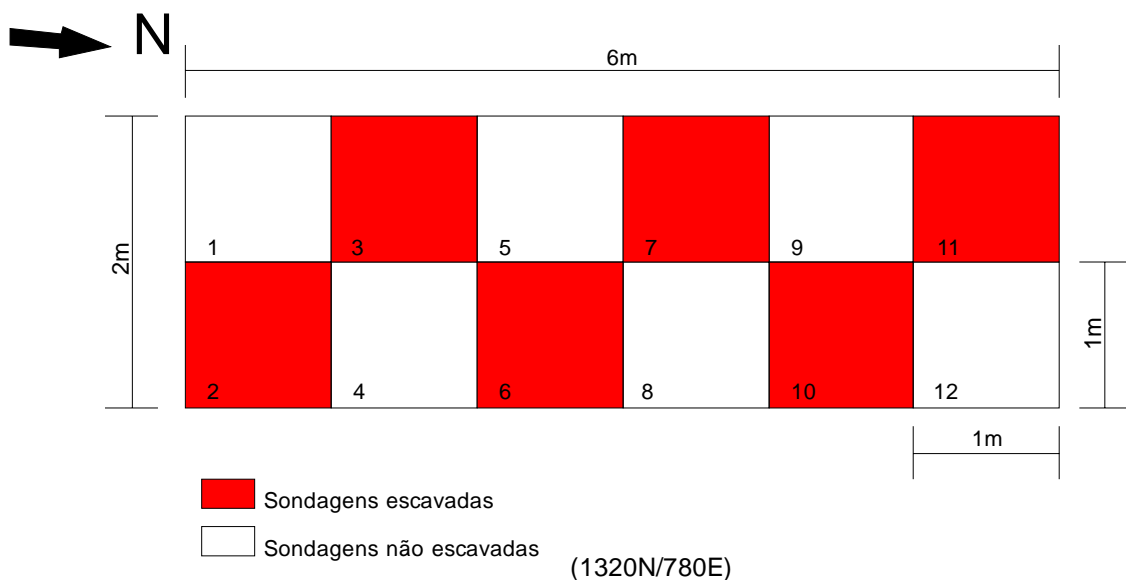 N
6m
2m
1 3 5 7 9 11
2 4 6 8 10 12
1m
1m
Sondagens escavadas
Sondagens não escavadas
(1320N/780E)